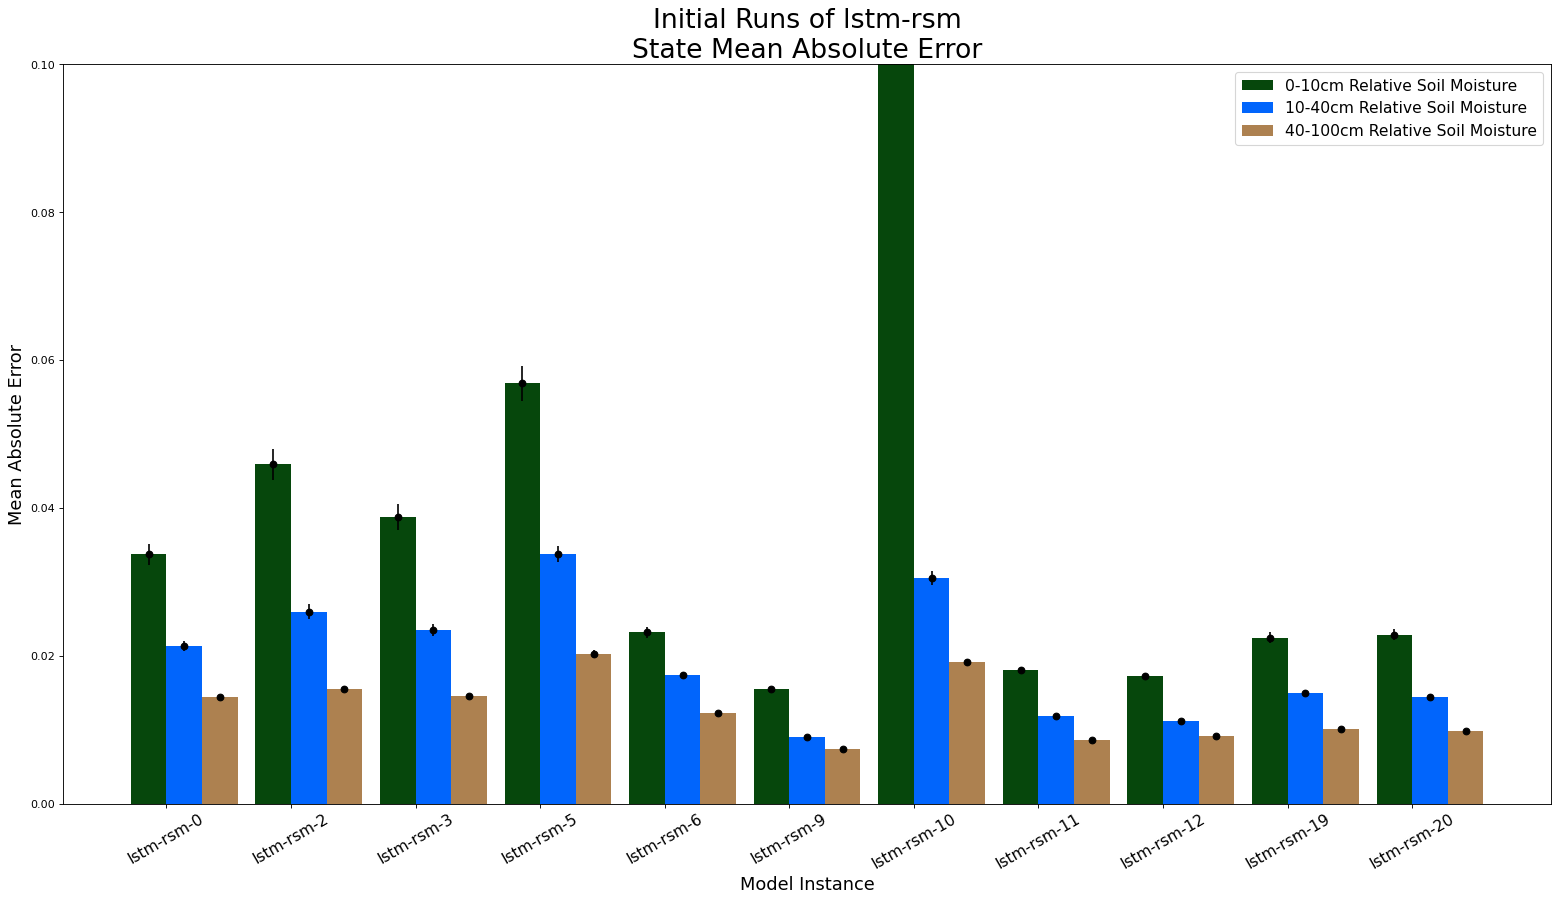 Initial Runs of lstm-rsm
State Mean Absolute Error
0-10cm Relative Soil Moisture
10-40cm Relative Soil Moisture
40-100cm Relative Soil Moisture
Mean Absolute Error
0.10
0.08
0.06
0.04
0.02
0.00
lstm-rsm-0
lstm-rsm-2
lstm-rsm-3
lstm-rsm-5
lstm-rsm-6
lstm-rsm-9
lstm-rsm-10
lstm-rsm-11
lstm-rsm-12
lstm-rsm-19
lstm-rsm-20
Model Instance